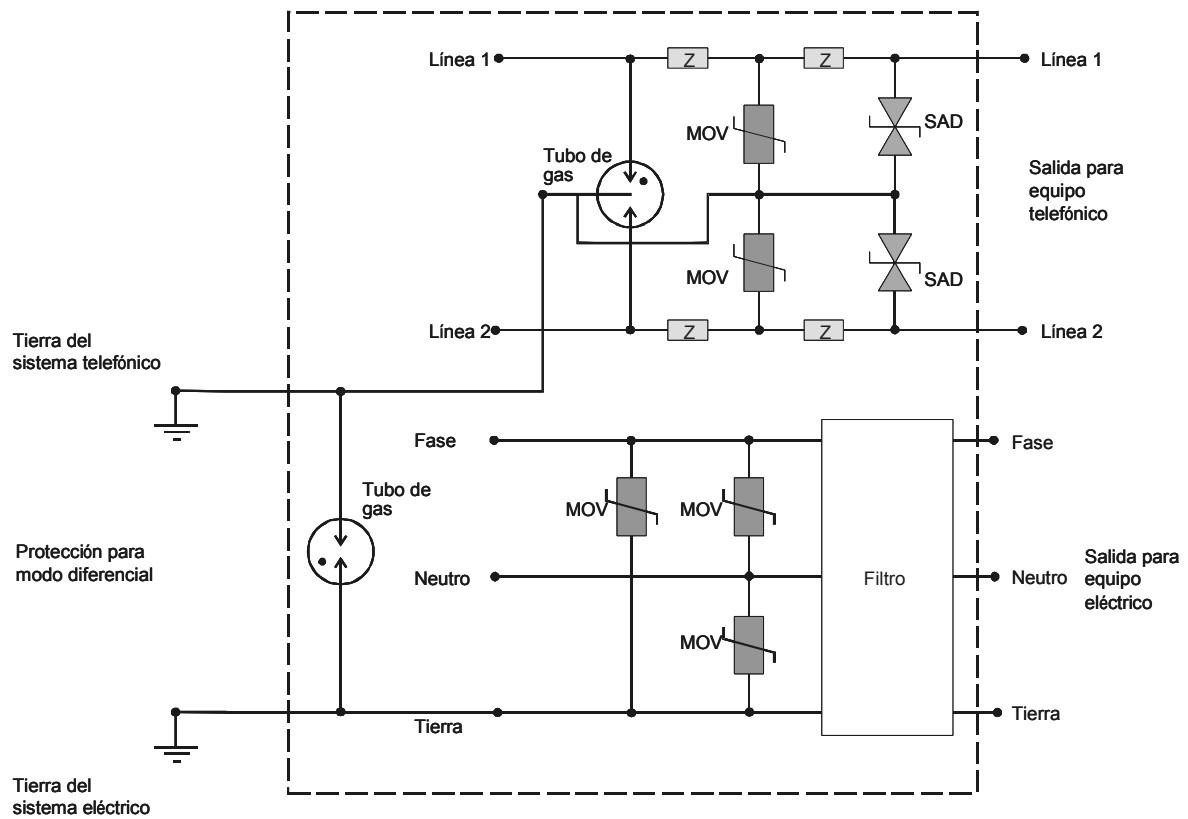 Línea 1
Z
Z
Línea 1
MOV
SAD
Tubo de
gas
Salida para
equipo
telefónico
MOV
SAD
Línea 2
Z
Z
Línea 2
Tierra del
sistema telefónico
Fase
Fase
Tubo de
gas
MOV
MOV
Protección para
modo diferencial
Neutro
Filtro
Neutro
Salida para
equipo
eléctrico
MOV
Tierra
Tierra
Tierra del
sistema eléctrico